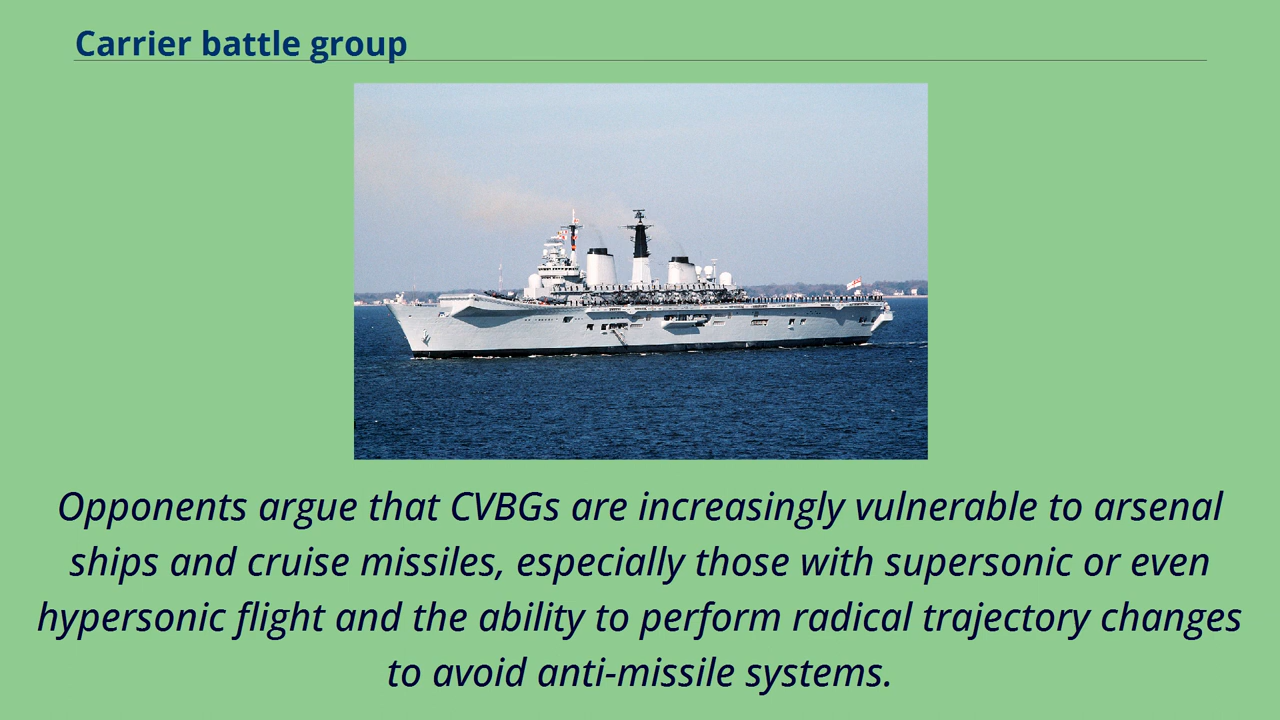 Carrier battle group
Opponents argue that CVBGs are increasingly vulnerable to arsenal
ships and cruise missiles, especially those with supersonic or even
hypersonic flight and the ability to perform radical trajectory changes
to avoid anti-missile systems.